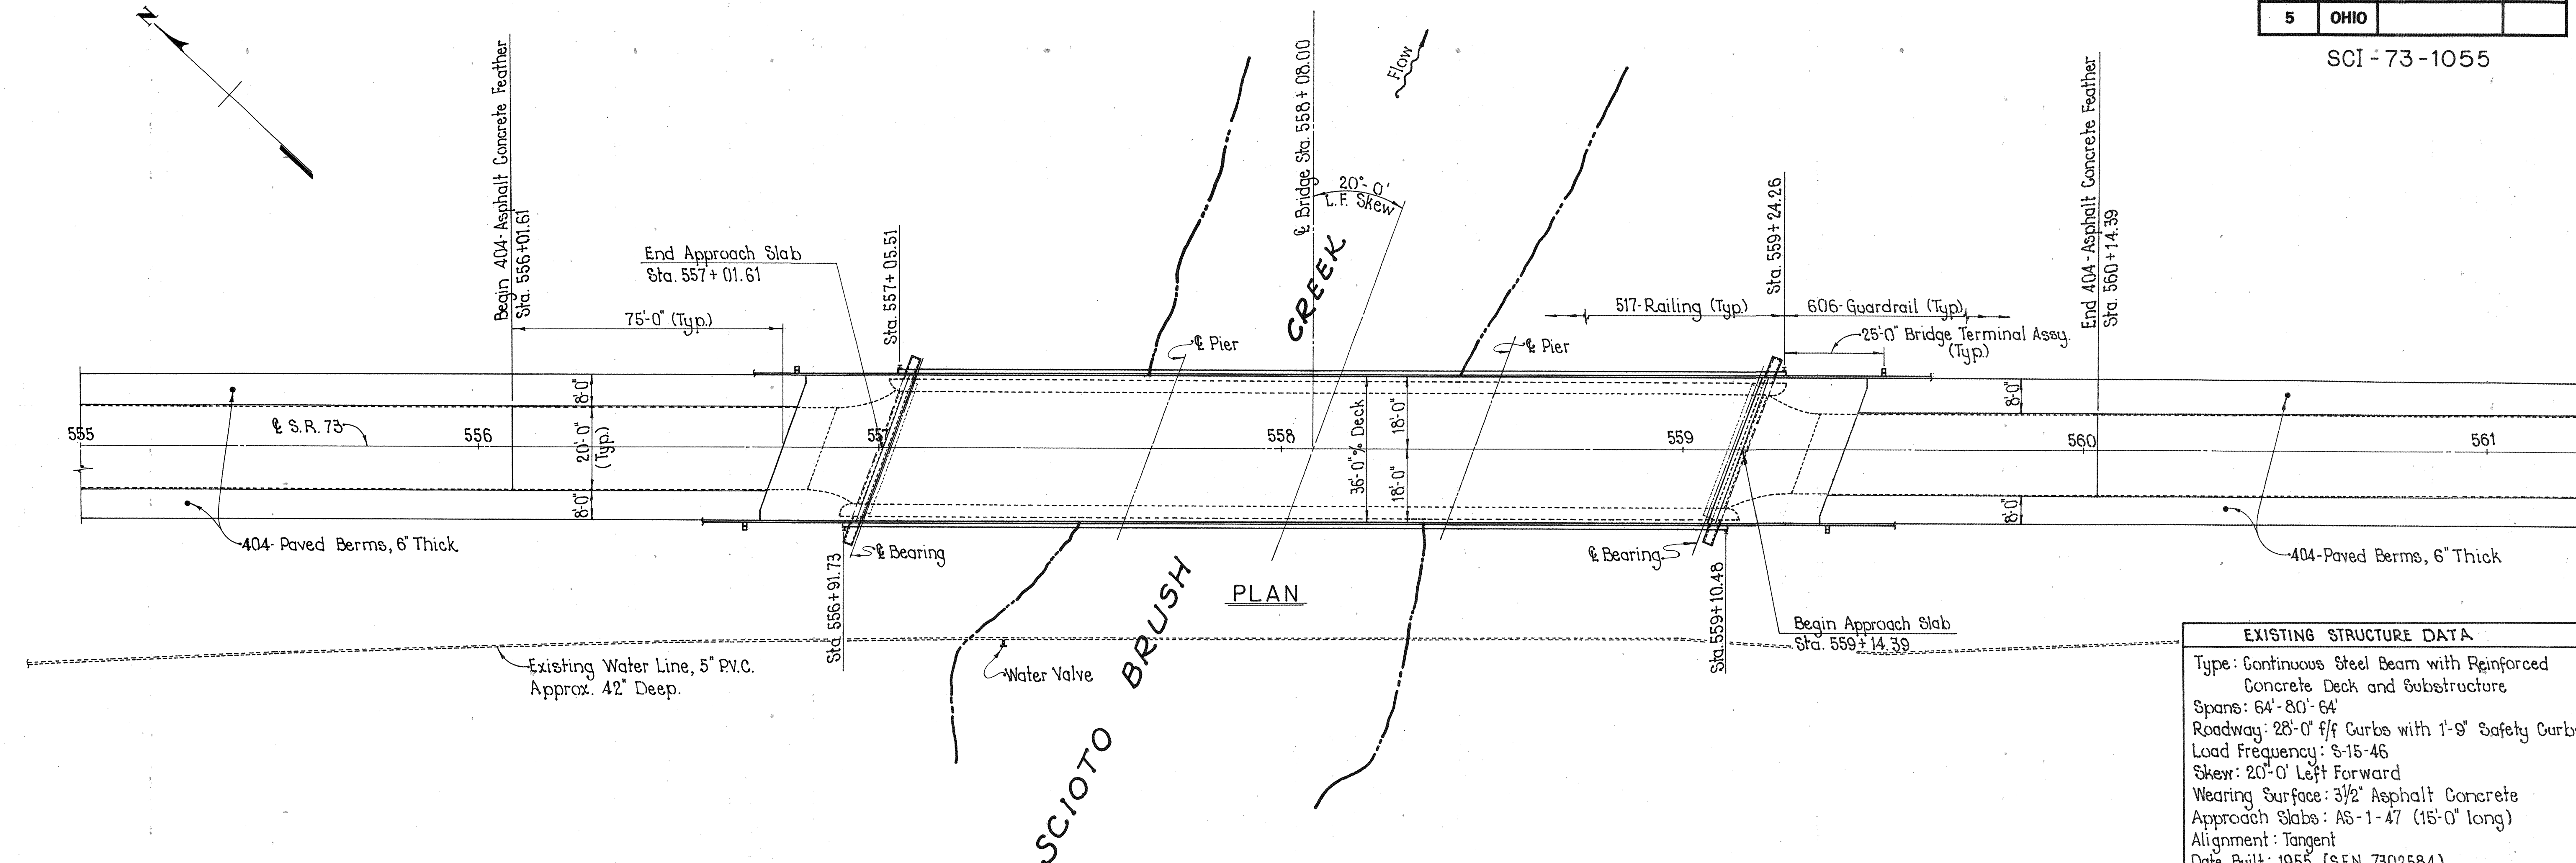 5 OHIO
SCI-73-1055
N
Begin 404-Asphalt Concrete Feather
Sta. 556+01.61
End Approach Slab
Sta. 557+01.61
75'-0" (Typ.)
Sta. 557+05.51
℄ Bridge Sta. 558+08.00
Flow
20°-0'
L.F. Skew
CREEK
℄ Pier
℄ Pier
517-Railing (Typ.)
Sta. 559+24.26
606-Guardrail (Typ.)
25'-0" Bridge Terminal Assy.
(Typ.)
End 404-Asphalt Concrete Feather
Sta. 560+14.39
8'-0"
20'-0"
(Typ.)
8'-0"
555
℄ S.R. 73
556
557
558
36'-0" % Deck
18'-0"
18'-0"
559
560
561
8'-0"
8'-0"
404-Paved Berms, 6" Thick
℄ Bearing
Sta. 556+91.73
℄ Bearing
Sta. 559+10.48
404-Paved Berms, 6" Thick
PLAN
Begin Approach Slab
Sta. 559+14.39
Existing Water Line, 5" P.V.C.
Approx. 42" Deep.
Water Valve
SCIOTO BRUSH
EXISTING STRUCTURE DATA
Type: Continuous Steel Beam with Reinforced
Concrete Deck and Substructure
Spans: 64'-80'-64'
Roadway: 28'-0" f/f Curbs with 1'-9" Safety Curb
Load Frequency: S-15-46
Skew: 20°-0' Left Forward
Wearing Surface: 3½" Asphalt Concrete
Approach Slabs: AS-1-47 (15'-0" long)
Alignment: Tangent
Date Built: 1955 (S.F.N. 7302584)